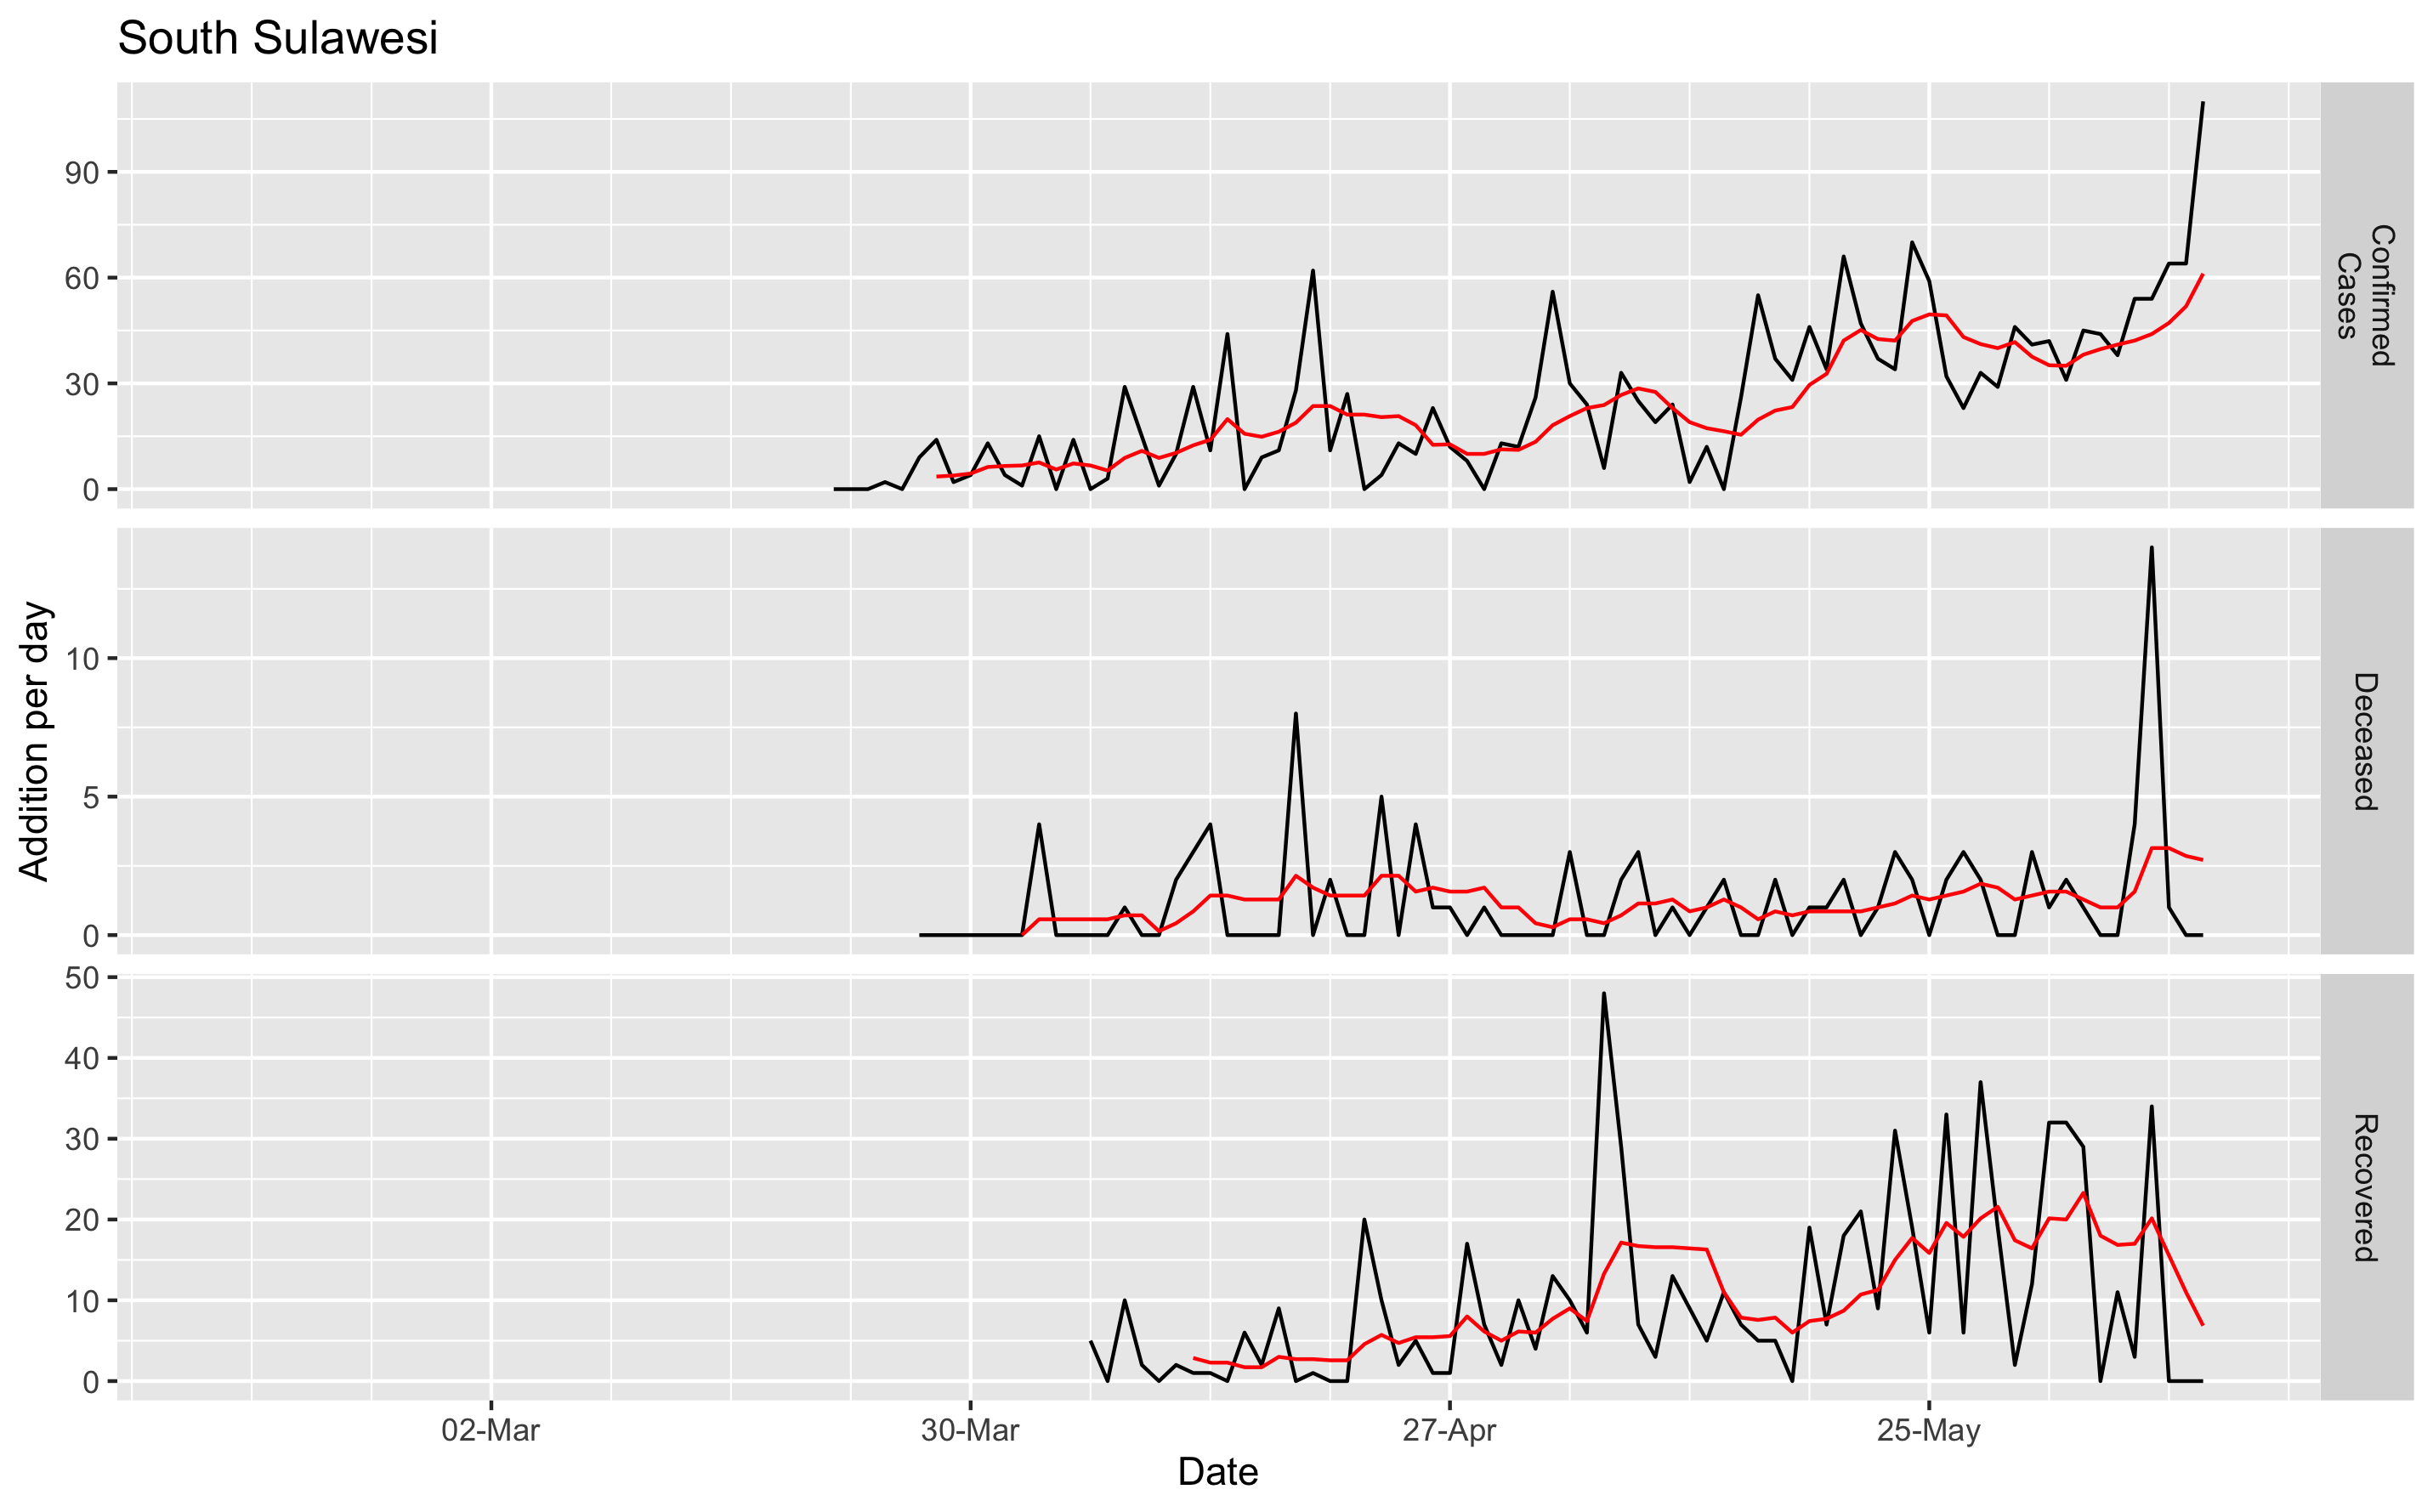 South Sulawesi
Addition per day
90
60
30
0
Confirmed
Cases
10
5
0
Deceased
50
40
30
20
10
0
Recovered
02-Mar
30-Mar
27-Apr
25-May
Date